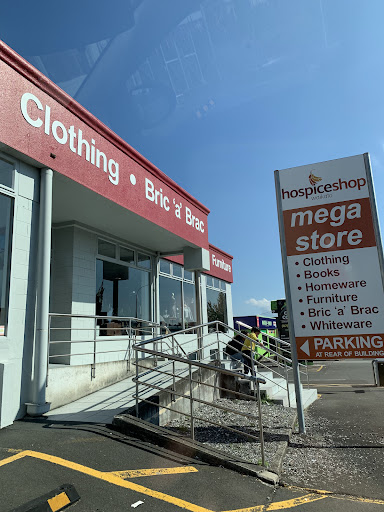 Clothing • Bric 'a' Brac
Furniture
hospiceshop
mega
store
• Clothing
• Books
• Homeware
• Furniture
• Bric 'a' Brac
• Whiteware
PARKING
AT REAR OF BUILDING